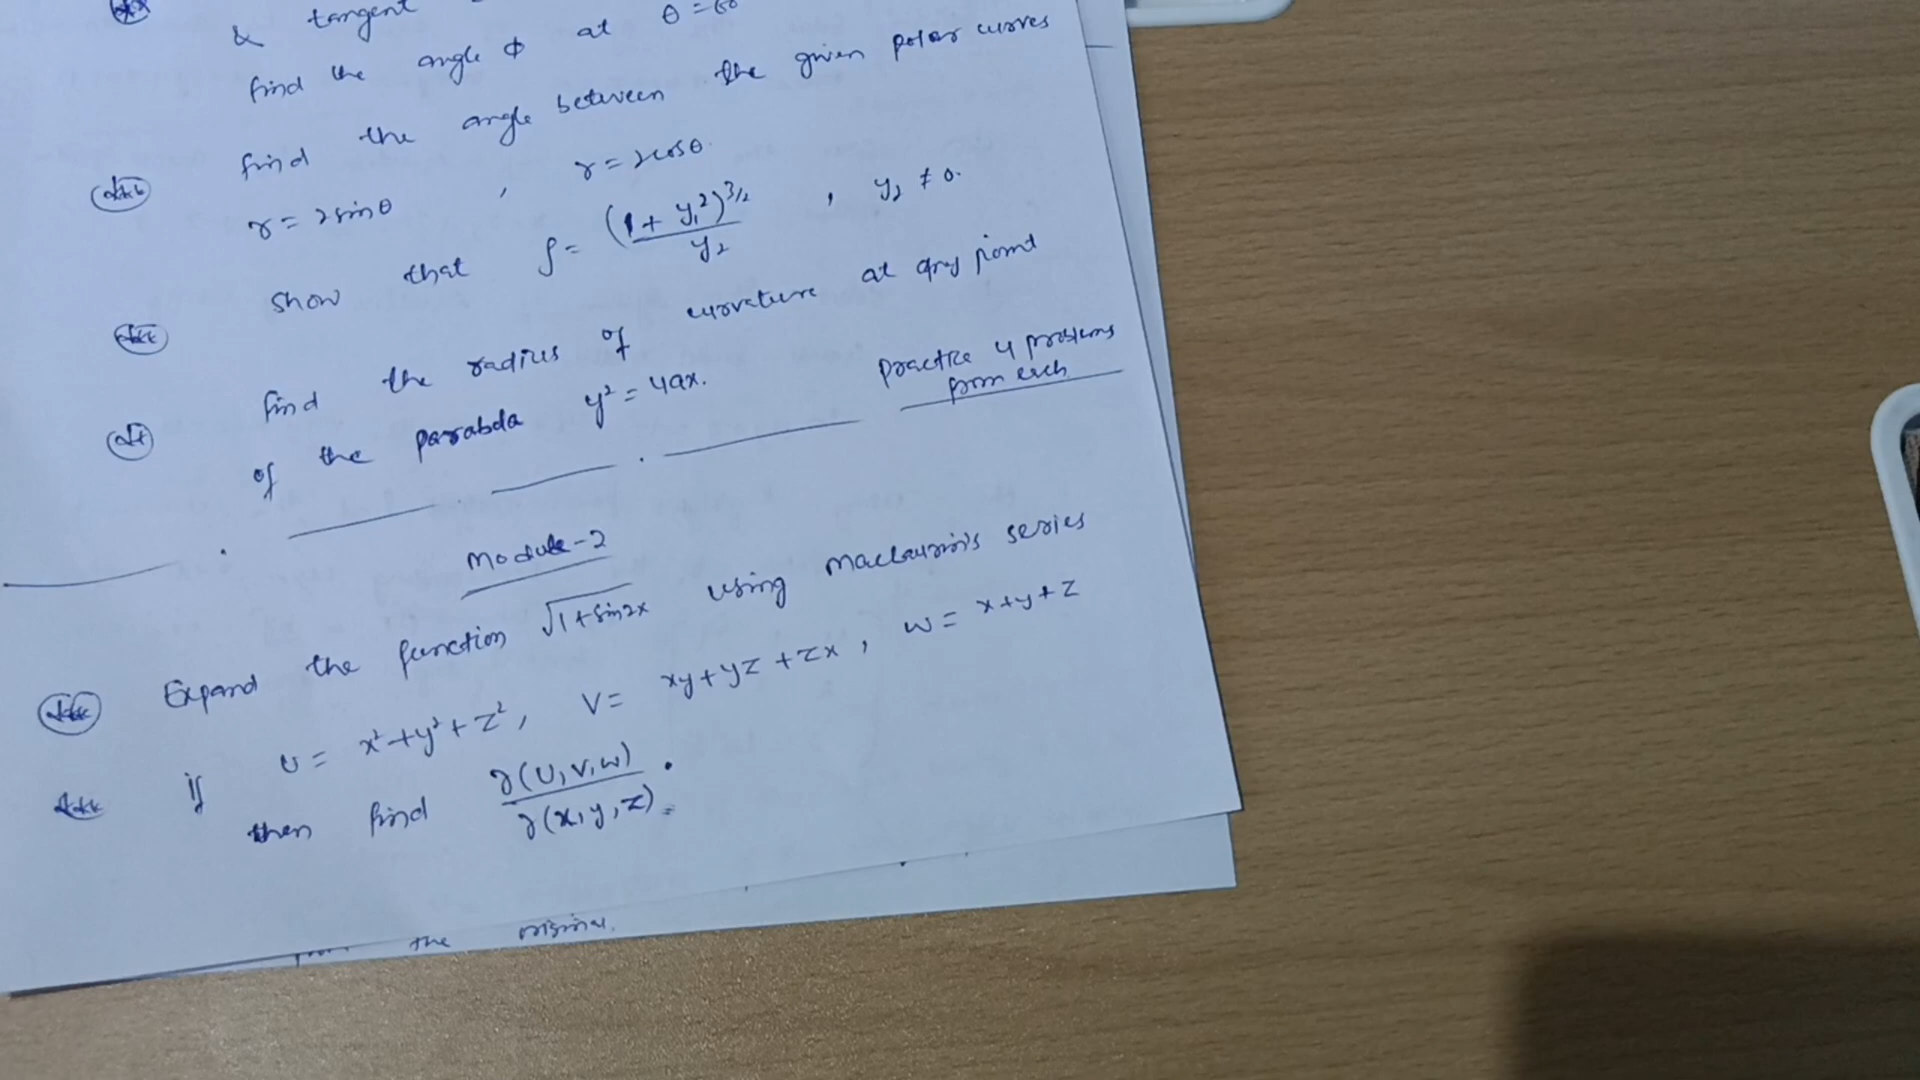 & tangent
find the angle φ at θ = 60
find the angle between the given polar curves
r = 2sinθ , r = 2cosθ.
show that ρ = (1 + y₁²)^3/2 / y₂ , y₂ ≠ 0.
find the radius of curvature at any point
of the parabola y² = 4ax.
practice 4 problems
from each
Module-2
Expand the function √1+sin2x using Maclaurin's series
if u = x²+y²+z², v = xy+yz+zx, w = x+y+z
then find ∂(u,v,w)/∂(x,y,z).
the